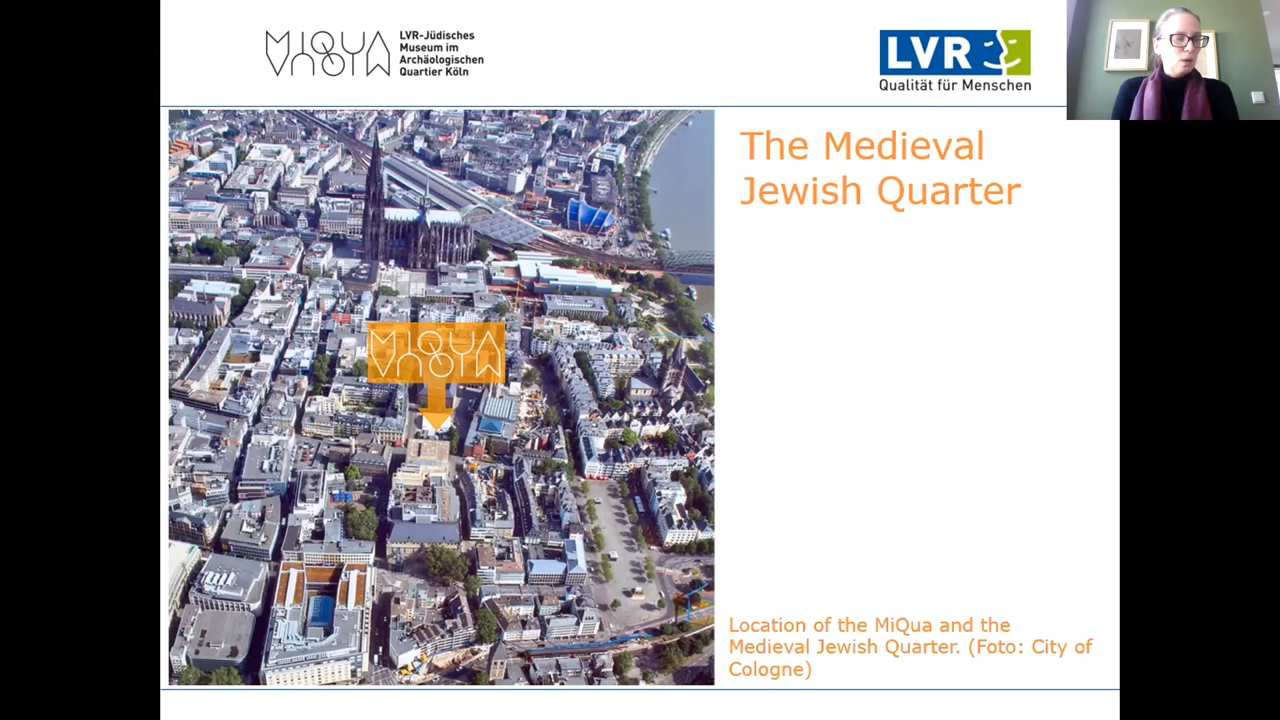 MIQUA
LVR-Jüdisches
Museum im
Archäologischen
Quartier Köln
LVR
Qualität für Menschen
The Medieval
Jewish Quarter
MIQUA
Location of the MiQua and the
Medieval Jewish Quarter. (Foto: City of
Cologne)